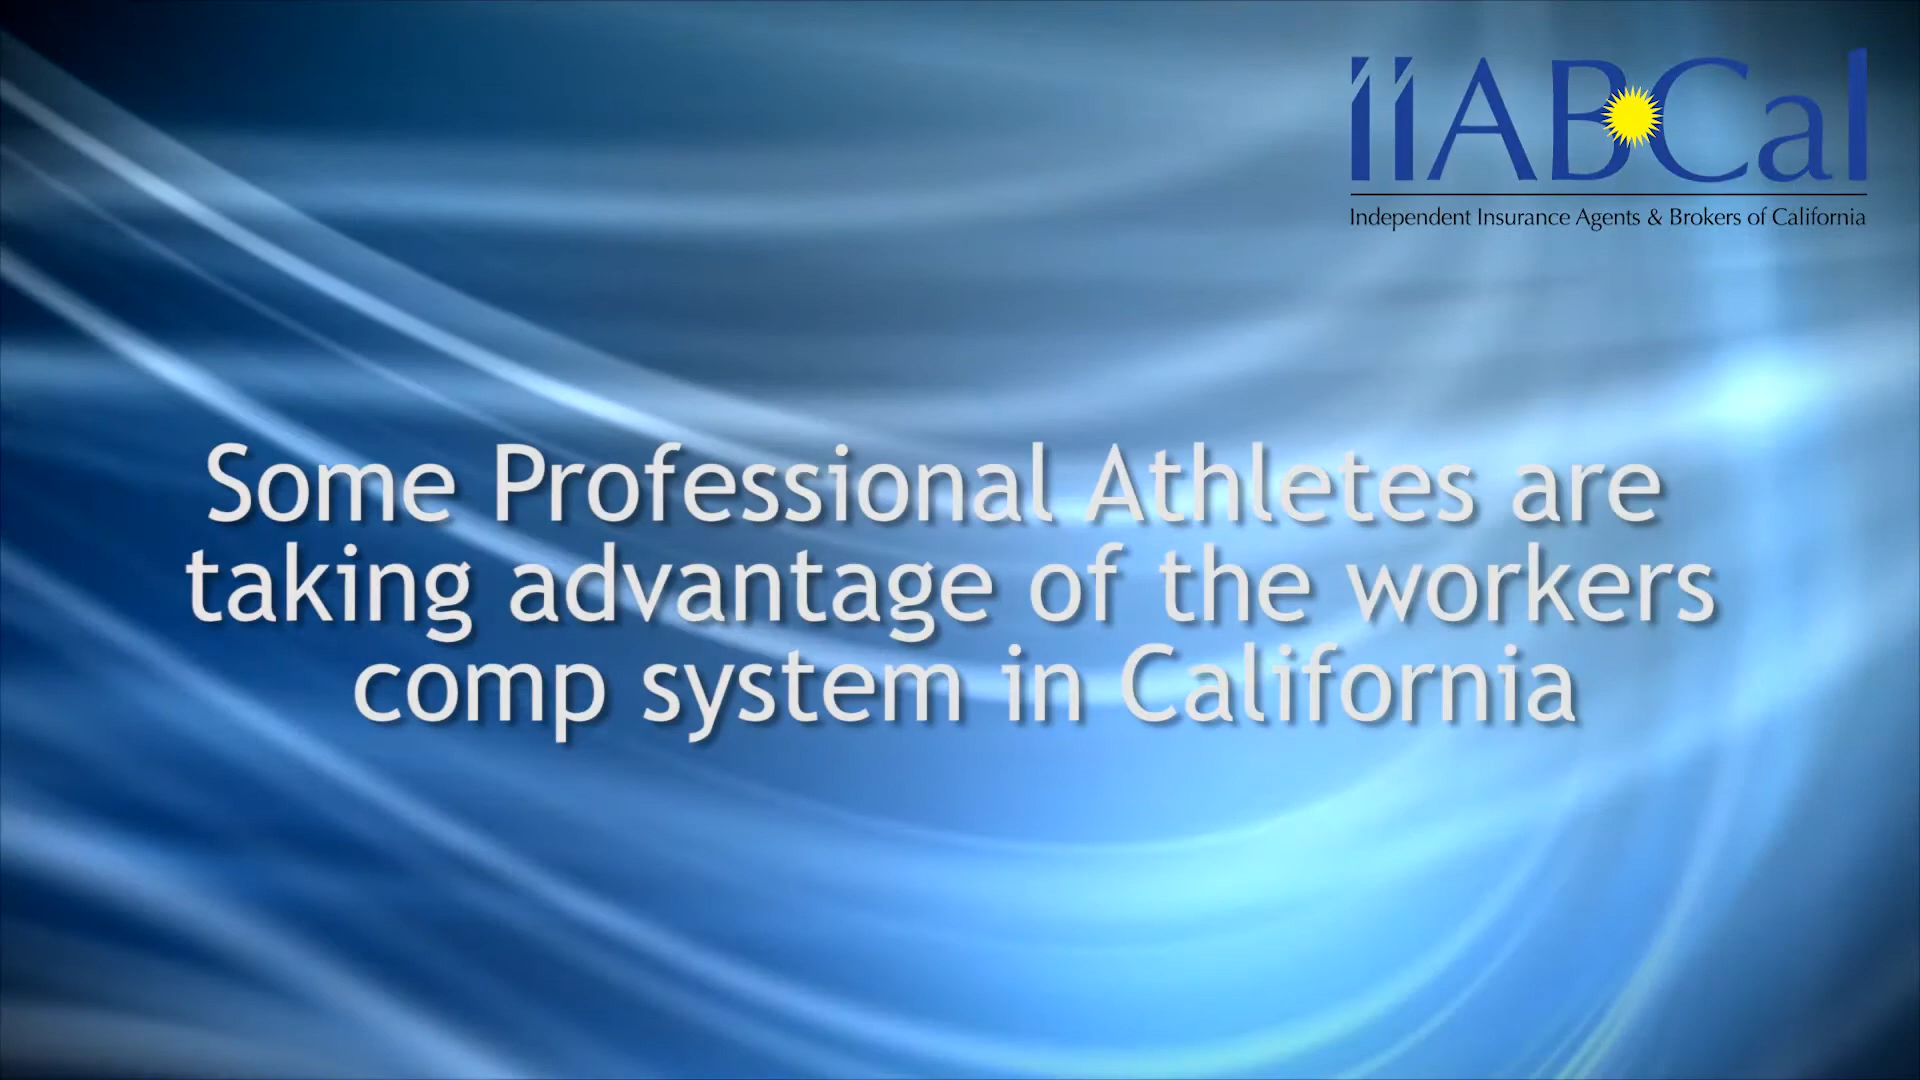 iiABCal
Independent Insurance Agents & Brokers of California
Some Professional Athletes are
taking advantage of the workers
comp system in California